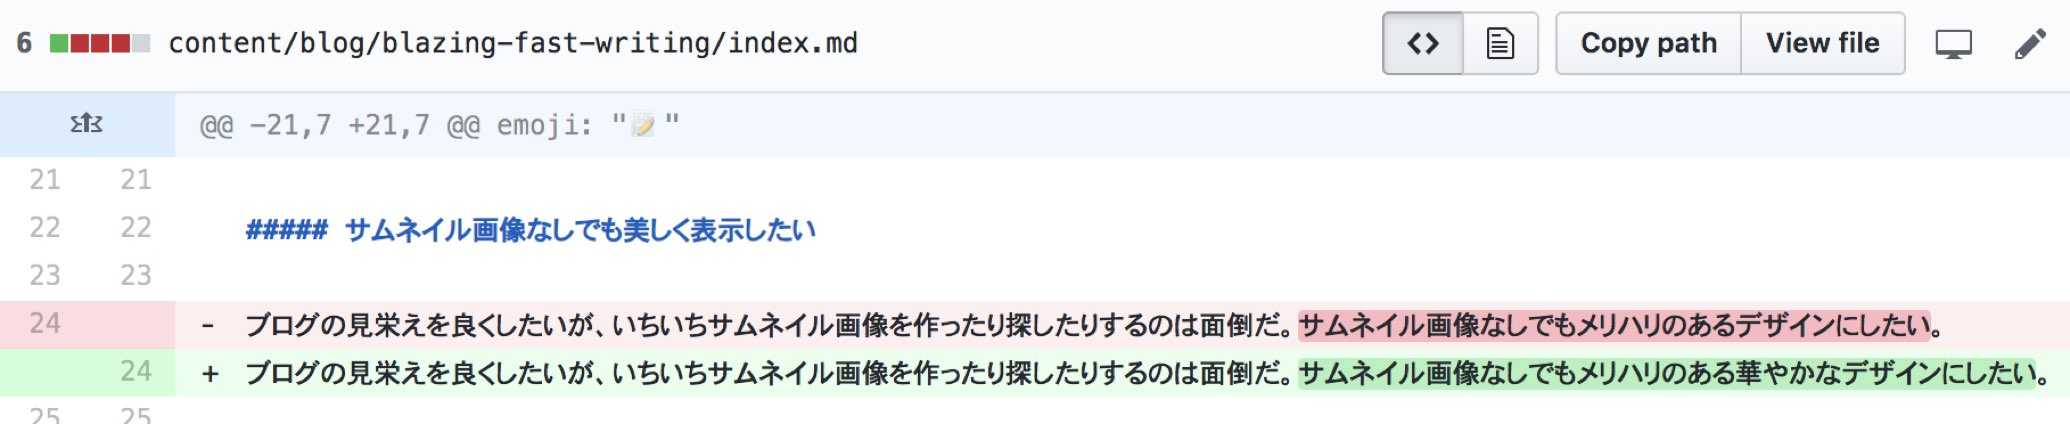 6 content/blog/blazing-fast-writing/index.md <> Copy path View file
@@ -21,7 +21,7 @@ emoji: "📝"
21 21
22 22 ##### サムネイル画像なしでも美しく表示したい
23 23
24 - ブログの見栄えを良くしたいが、いちいちサムネイル画像を作ったり探したりするのは面倒だ。サムネイル画像なしでもメリハリのあるデザインにしたい。
24 + ブログの見栄えを良くしたいが、いちいちサムネイル画像を作ったり探したりするのは面倒だ。サムネイル画像なしでもメリハリのある華やかなデザインにしたい。
25 25